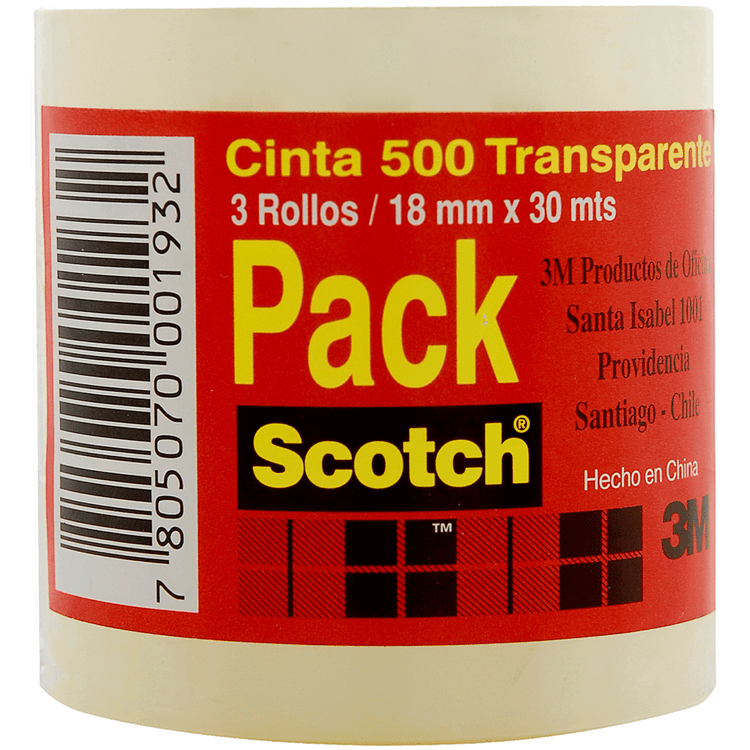 Cinta 500 Transparente
3 Rollos / 18 mm x 30 mts
Pack
Scotch®
™
3M Productos de Oficina
Santa Isabel 1001
Providencia
Santiago - Chile
Hecho en China
3M
7 805070 001932